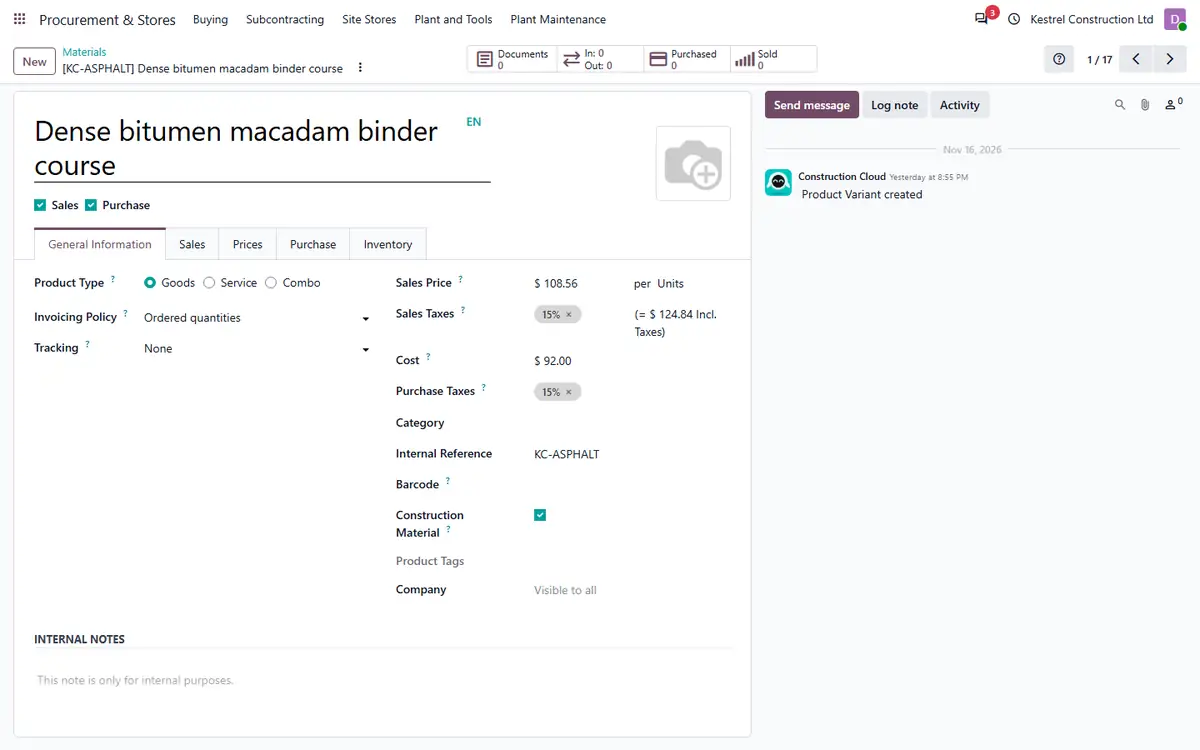 Procurement & Stores Buying Subcontracting Site Stores Plant and Tools Plant Maintenance 3 Kestrel Construction Ltd D
New Materials
[KC-ASPHALT] Dense bitumen macadam binder course
Documents 0
In: 0
Out: 0
Purchased 0
Sold 0
1 / 17
Dense bitumen macadam binder course
EN
Sales Purchase
General Information Sales Prices Purchase Inventory
Product Type ? Goods Service Combo
Invoicing Policy ? Ordered quantities
Tracking ? None
Sales Price ? $ 108.56 per Units
Sales Taxes ? 15% × (= $ 124.84 Incl. Taxes)
Cost ? $ 92.00
Purchase Taxes ? 15% ×
Category
Internal Reference KC-ASPHALT
Barcode ?
Construction Material ?
Product Tags
Company Visible to all
INTERNAL NOTES
This note is only for internal purposes.
Send message Log note Activity 0
Nov 16, 2026
Construction Cloud Yesterday at 8:55 PM
Product Variant created